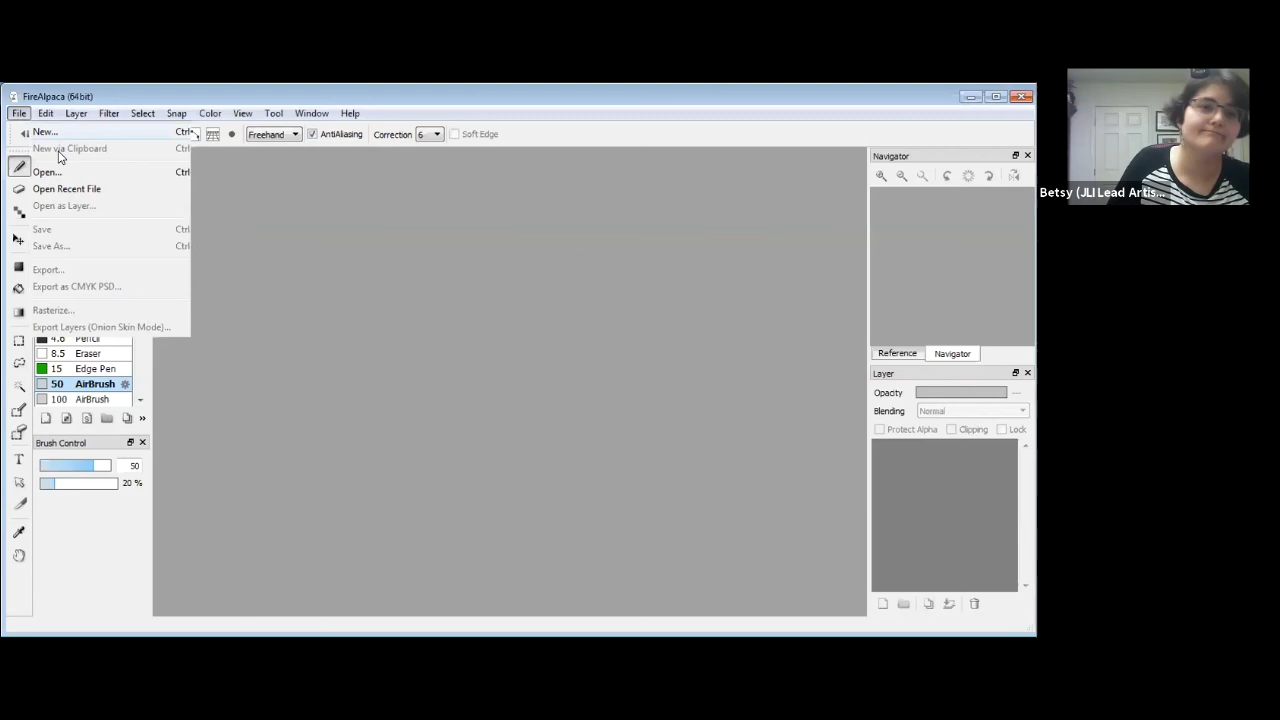 FireAlpaca (64bit)
File Edit Layer Filter Select Snap Color View Tool Window Help
New... Ctrl
Freehand AntiAliasing Correction 6 Soft Edge
New via Clipboard Ctrl
Open... Ctrl
Open Recent File
Open as Layer...
Save Ctrl
Save As... Ctrl
Export...
Export as CMYK PSD...
Rasterize...
Export Layers (Onion Skin Mode)...
4.6 Pencil
8.5 Eraser
15 Edge Pen
50 AirBrush
100 AirBrush
Brush Control
50
20 %
T
Navigator
Reference Navigator
Layer
Opacity
Blending Normal
Protect Alpha Clipping Lock
Betsy (JLI Lead Artis...